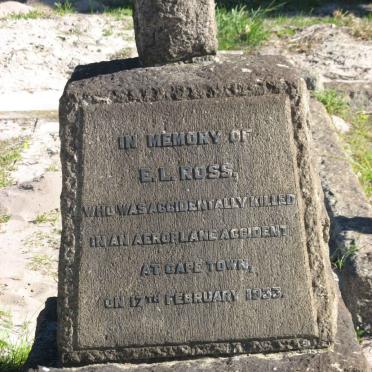 IN MEMORY OF
E.L. ROSS,
WHO WAS ACCIDENTALLY KILLED
IN AN AEROPLANE ACCIDENT
AT CAPE TOWN,
ON 17TH FEBRUARY 1933.